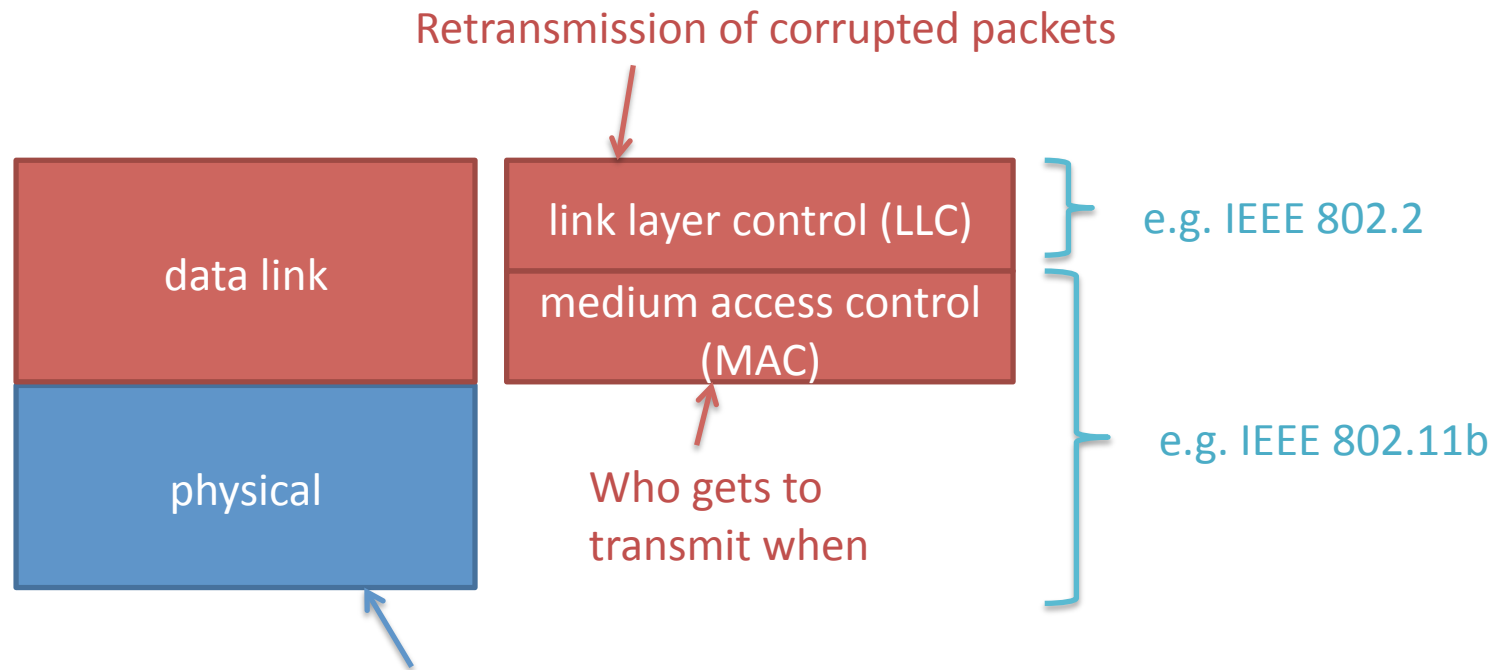 Retransmission of corrupted packets
link layer control (LLC)
e.g. IEEE 802.2
data link
medium access control
(MAC)
e.g. IEEE 802.11b
physical
Who gets to
transmit when